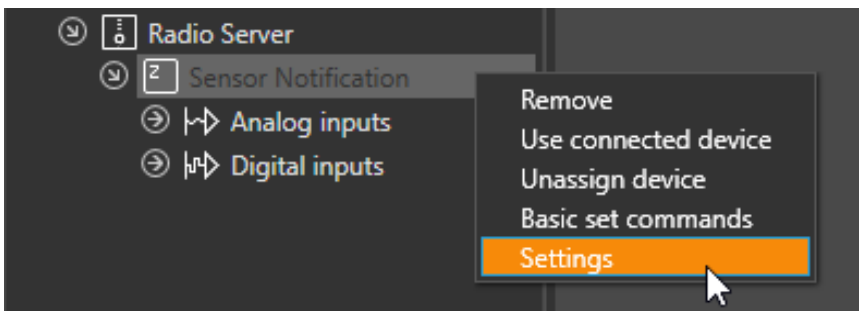 Radio Server
Z Sensor Notification
Analog inputs
Digital inputs
Remove
Use connected device
Unassign device
Basic set commands
Settings